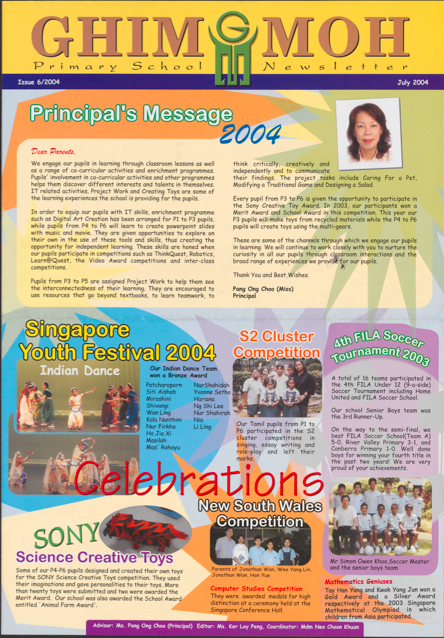 GHIM MOH
Primary School Newsletter
Issue 6/2004
July 2004
Principal's Message
2004
Dear Parents,
We engage our pupils in learning through classroom lessons as well
as a range of co-curricular activities and enrichment programmes.
Pupils' involvement in co-curricular activities and other programmes
helps them discover different interests and talents in themselves.
IT related activities, Project Work and Creating Toys are some of
the learning experiences the school is providing for the pupils.
In order to equip our pupils with IT skills, enrichment programme
such as Digital Art Creation has been arranged for P1 to P3 pupils,
while pupils from P4 to P6 will learn to create powerpoint slides
with music and movie. They are given opportunities to explore on
their own in the use of these tools and skills, thus creating the
opportunity for independent learning. These skills are honed when
our pupils participate in competitions such as ThinkQuest, Robotics,
Learn@Quest, the Video Award competitions and inter-class
competitions.
Pupils from P3 to P5 are assigned Project Work to help them see
the interconnectedness of their learning. They are encouraged to
use resources that go beyond textbooks, to learn teamwork, to
think critically, creatively and
independently and to communicate
their findings. The project tasks include Caring For a Pet,
Modifying a Traditional Game and Designing a Salad.
Every pupil from P3 to P6 is given the opportunity to participate in
the Sony Creative Toy Award. In 2003, our participants won a
Merit Award and School Award in this competition. This year our
P3 pupils will make toys from recycled materials while the P4 to P6
pupils will create toys using the multi-gears.
These are some of the channels through which we engage our pupils
in learning. We will continue to work closely with you to nurture the
curiosity in all our pupils through classroom interactions and the
broad range of experiences we provide for our pupils.
Thank You and Best Wishes.
Pang Ong Choo (Miss)
Principal
Singapore
Youth Festival 2004
Indian Dance
Our Indian Dance Team
won a Bronze Award
Patcharaporn
Siti Aishah
Mirashini
Shivangi
Wan Ling
Kala Nanthini
Nur Firkha
Hu Jia Xi
Masilah
Mas' Rahayu
NurShahidah
Yvonne Setho
Harsana
Ng Shi Lee
Nur Shahirah
Nia
Li Ling
S2 Cluster
Competition
Our Tamil pupils from P1 to
P6 participated in the S2
cluster competitions in
singing, essay writing and
role-play and left their
marks.
4th FILA Soccer
Tournament 2003
A total of 16 teams participated in
the 4th FILA Under 12 (9-a-side)
Soccer Tournament including Home
United and FILA Soccer School.
Our school Senior Boys team was
the 3rd Runner-Up.
On the way to the semi-final, we
beat FILA Soccer School(Team A)
5-0, River Valley Primary 3-1, and
Canberra Primary 1-0. Well done
boys for winning your fourth title in
the past two years! We are very
proud of your achievements.
Mr Simon Owen Khoo,Soccer Master
and the senior boys team
Celebrations
SONY
Science Creative Toys
Some of our P4-P6 pupils designed and created their own toys
for the SONY Science Creative Toys competition. They used
their imaginations and gave personalities to their toys. More
than twenty toys were submitted and two were awarded the
Merit Award. Our school was also awarded the School Award,
entitled 'Animal Farm Award'.
New South Wales
Competition
Parents of Jonathan Wan, Wee Yang Lin,
Jonathan Wan, Han Yue
Computer Studies Competition
They were awarded medals for high
distinction at a ceremony held at the
Singapore Conference Hall.
Mathematics Geniuses
Tay Han Yang and Kwok Yang Jun won a
Gold Award and a Silver Award
respectively at the 2003 Singapore
Mathematical Olympiad in which
children from Asia participated.
Advisor: Ms. Pang Ong Choo (Principal) Editor: Ms. Ker Lay Peng, Coordinator: Mdm Neo Choon Khuan